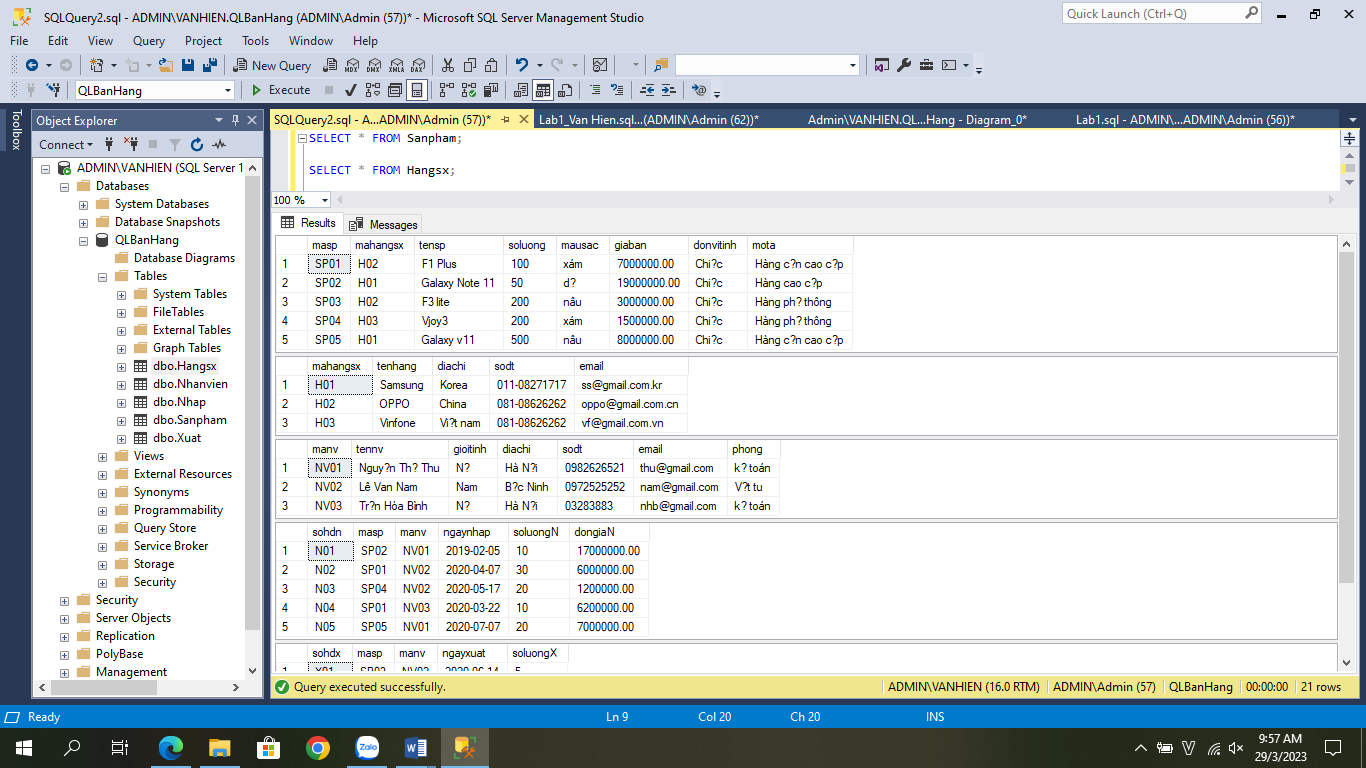 SQLQuery2.sql - ADMIN\VANHIEN.QLBanHang (ADMIN\Admin (57))* - Microsoft SQL Server Management Studio
Quick Launch (Ctrl+Q)
File Edit View Query Project Tools Window Help
New Query MDX DMX XMLA DAX
QLBanHang Execute
Toolbox
Object Explorer
Connect
ADMIN\VANHIEN (SQL Server 1
Databases
System Databases
Database Snapshots
QLBanHang
Database Diagrams
Tables
System Tables
FileTables
External Tables
Graph Tables
dbo.Hangsx
dbo.Nhanvien
dbo.Nhap
dbo.Sanpham
dbo.Xuat
Views
External Resources
Synonyms
Programmability
Query Store
Service Broker
Storage
Security
Security
Server Objects
Replication
PolyBase
Management
SQLQuery2.sql - A...ADMIN\Admin (57))* Lab1_Van Hien.sql...(ADMIN\Admin (62))* Admin\VANHIEN.QL...Hang - Diagram_0* Lab1.sql - ADMIN\...ADMIN\Admin (56))*
SELECT * FROM Sanpham;
SELECT * FROM Hangsx;
100 %
Results Messages
masp mahangsx tensp soluong mausac giaban donvitinh mota
1 SP01 H02 F1 Plus 100 xám 7000000.00 Chi?c Hàng c?n cao c?p
2 SP02 H01 Galaxy Note 11 50 d? 19000000.00 Chi?c Hàng cao c?p
3 SP03 H02 F3 lite 200 nâu 3000000.00 Chi?c Hàng ph? thông
4 SP04 H03 Vjoy3 200 xám 1500000.00 Chi?c Hàng ph? thông
5 SP05 H01 Galaxy v11 500 nâu 8000000.00 Chi?c Hàng c?n cao c?p
mahangsx tenhang diachi sodt email
1 H01 Samsung Korea 011-08271717 ss@gmail.com.kr
2 H02 OPPO China 081-08626262 oppo@gmail.com.cn
3 H03 Vinfone Vi?t nam 081-08626262 vf@gmail.com.vn
manv tennv gioitinh diachi sodt email phong
1 NV01 Nguy?n Th? Thu N? Hà N?i 0982626521 thu@gmail.com k? toán
2 NV02 Lê Van Nam Nam B?c Ninh 0972525252 nam@gmail.com V?t tu
3 NV03 Tr?n Hòa Bình N? Hà N?i 03283883 nhb@gmail.com k? toán
sohdn masp manv ngaynhap soluongN dongiaN
1 N01 SP02 NV01 2019-02-05 10 17000000.00
2 N02 SP01 NV02 2020-04-07 30 6000000.00
3 N03 SP04 NV02 2020-05-17 20 1200000.00
4 N04 SP01 NV03 2020-03-22 10 6200000.00
5 N05 SP05 NV01 2020-07-07 20 7000000.00
sohdx masp manv ngayxuat soluongX
Query executed successfully. ADMIN\VANHIEN (16.0 RTM) ADMIN\Admin (57) QLBanHang 00:00:00 21 rows
Ready Ln 9 Col 20 Ch 20 INS
Zalo 9:57 AM
29/3/2023